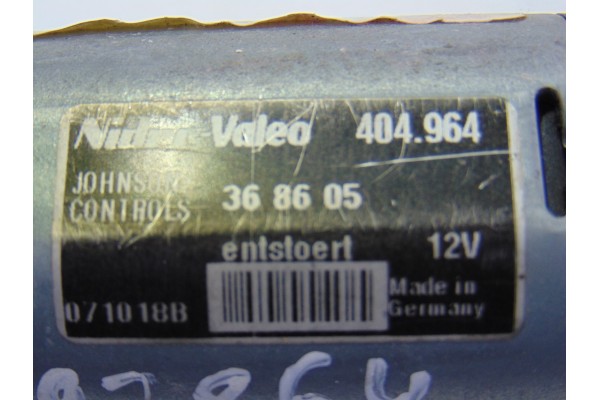 Nidec-Valeo 404.964
JOHNSON
CONTROLS 36 86 05
entstoert 12V
071018B
Made in
Germany